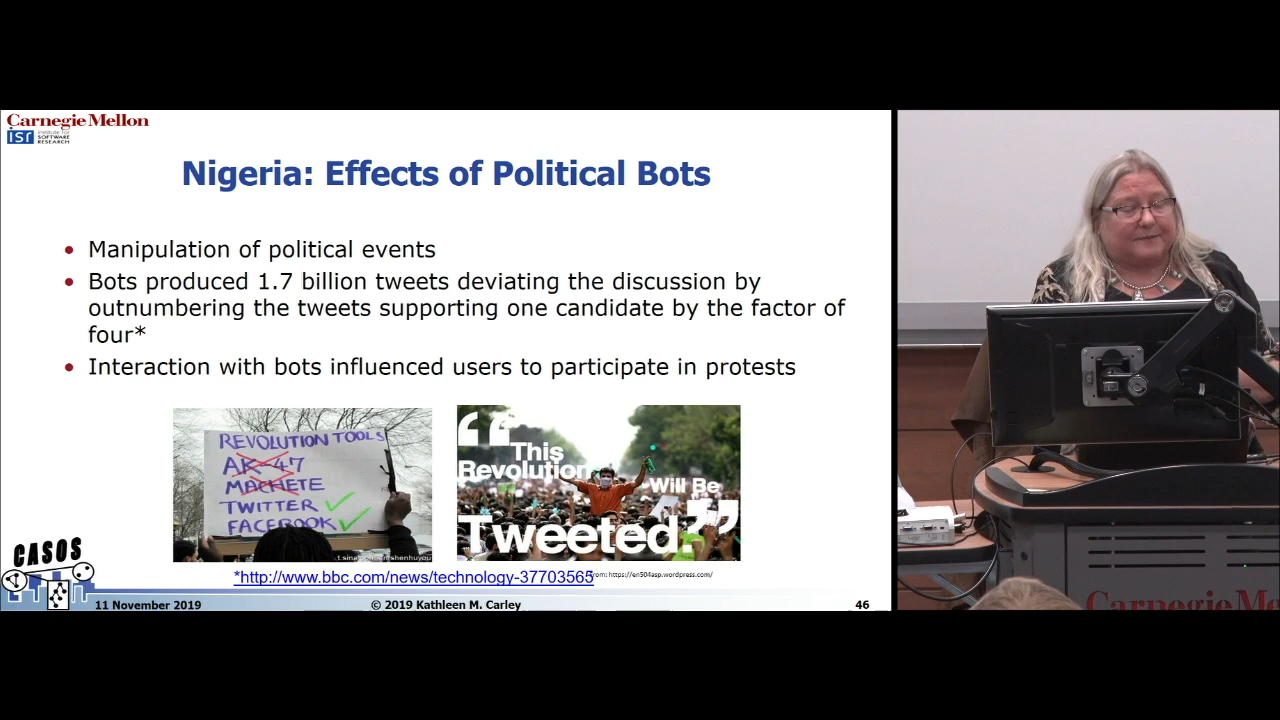 Carnegie Mellon
isr institute for
SOFTWARE
RESEARCH
Nigeria: Effects of Political Bots
• Manipulation of political events
• Bots produced 1.7 billion tweets deviating the discussion by
outnumbering the tweets supporting one candidate by the factor of
four*
• Interaction with bots influenced users to participate in protests
REVOLUTION TOOLS
AK-47
MACHETE
TWITTER ✓
FACEBOOK ✓
“This
Revolution
Will Be
Tweeted.”
*http://www.bbc.com/news/technology-37703565
from: https://en504asp.wordpress.com/
CASOS
11 November 2019
© 2019 Kathleen M. Carley
46
Carnegie Me